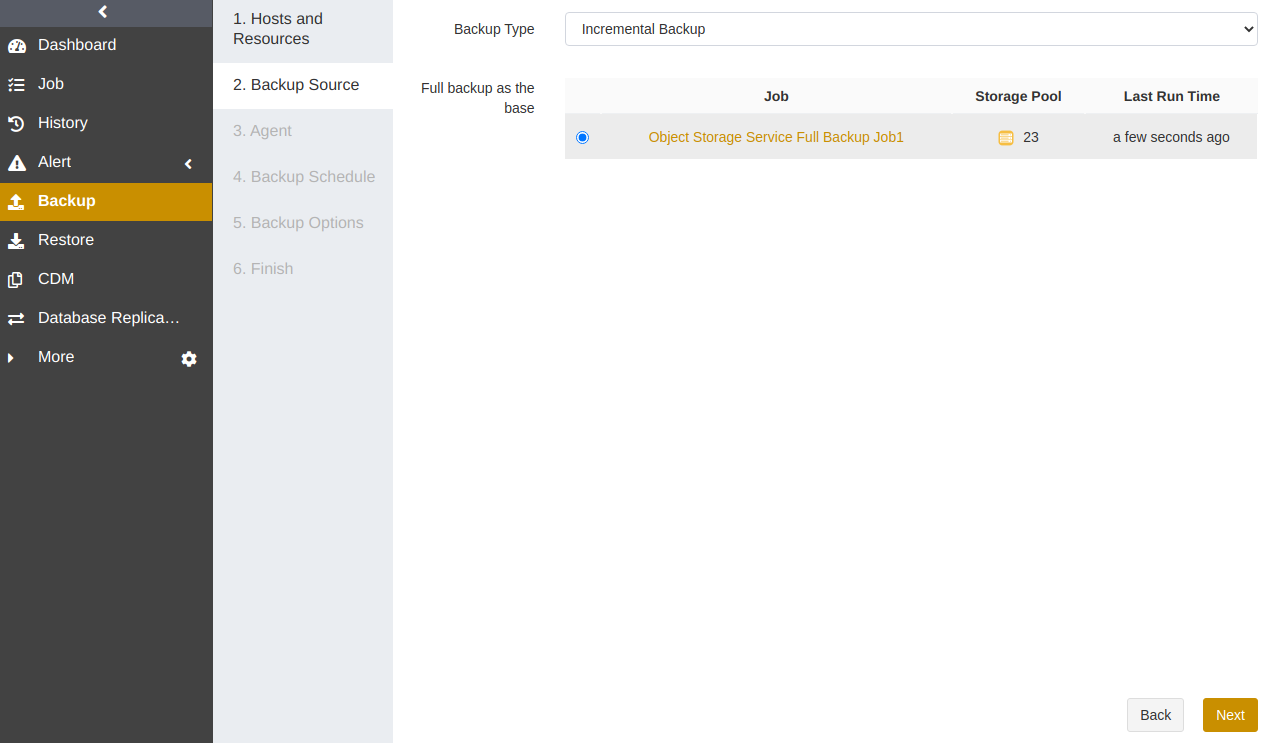 Dashboard
Job
History
Alert
Backup
Restore
CDM
Database Replica…
More
1. Hosts and
Resources
2. Backup Source
3. Agent
4. Backup Schedule
5. Backup Options
6. Finish
Backup Type
Incremental Backup
Full backup as the
base
Job Storage Pool Last Run Time
Object Storage Service Full Backup Job1 23 a few seconds ago
Back Next